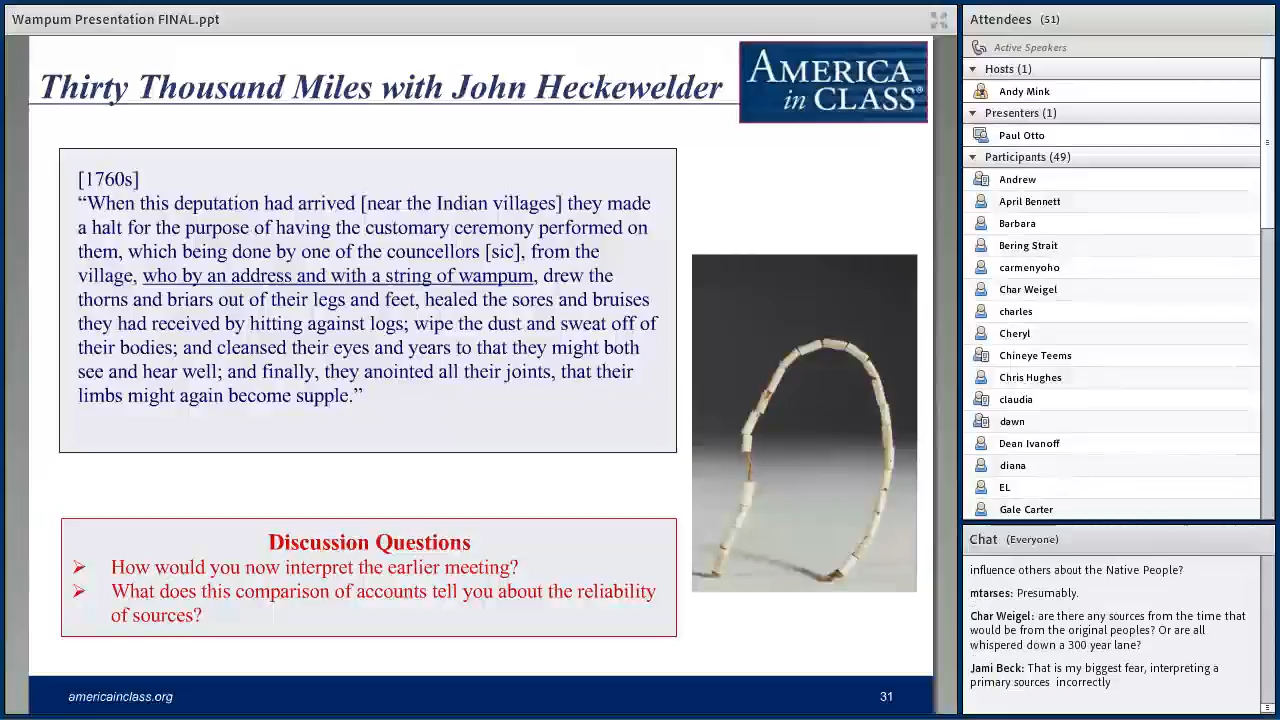 Wampum Presentation FINAL.ppt
Thirty Thousand Miles with John Heckewelder
AMERICA
in CLASS®
[1760s]
“When this deputation had arrived [near the Indian villages] they made
a halt for the purpose of having the customary ceremony performed on
them, which being done by one of the councellors [sic], from the
village, who by an address and with a string of wampum, drew the
thorns and briars out of their legs and feet, healed the sores and bruises
they had received by hitting against logs; wipe the dust and sweat off of
their bodies; and cleansed their eyes and years to that they might both
see and hear well; and finally, they anointed all their joints, that their
limbs might again become supple.”
Discussion Questions
How would you now interpret the earlier meeting?
What does this comparison of accounts tell you about the reliability
of sources?
americainclass.org
31
Attendees (51)
Active Speakers
Hosts (1)
Andy Mink
Presenters (1)
Paul Otto
Participants (49)
Andrew
April Bennett
Barbara
Bering Strait
carmenyoho
Char Weigel
charles
Cheryl
Chineye Teems
Chris Hughes
claudia
dawn
Dean Ivanoff
diana
EL
Gale Carter
Chat (Everyone)
influence others about the Native People?
mtarses: Presumably.
Char Weigel: are there any sources from the time that
would be from the original peoples? Or are all
whispered down a 300 year lane?
Jami Beck: That is my biggest fear, interpreting a
primary sources incorrectly